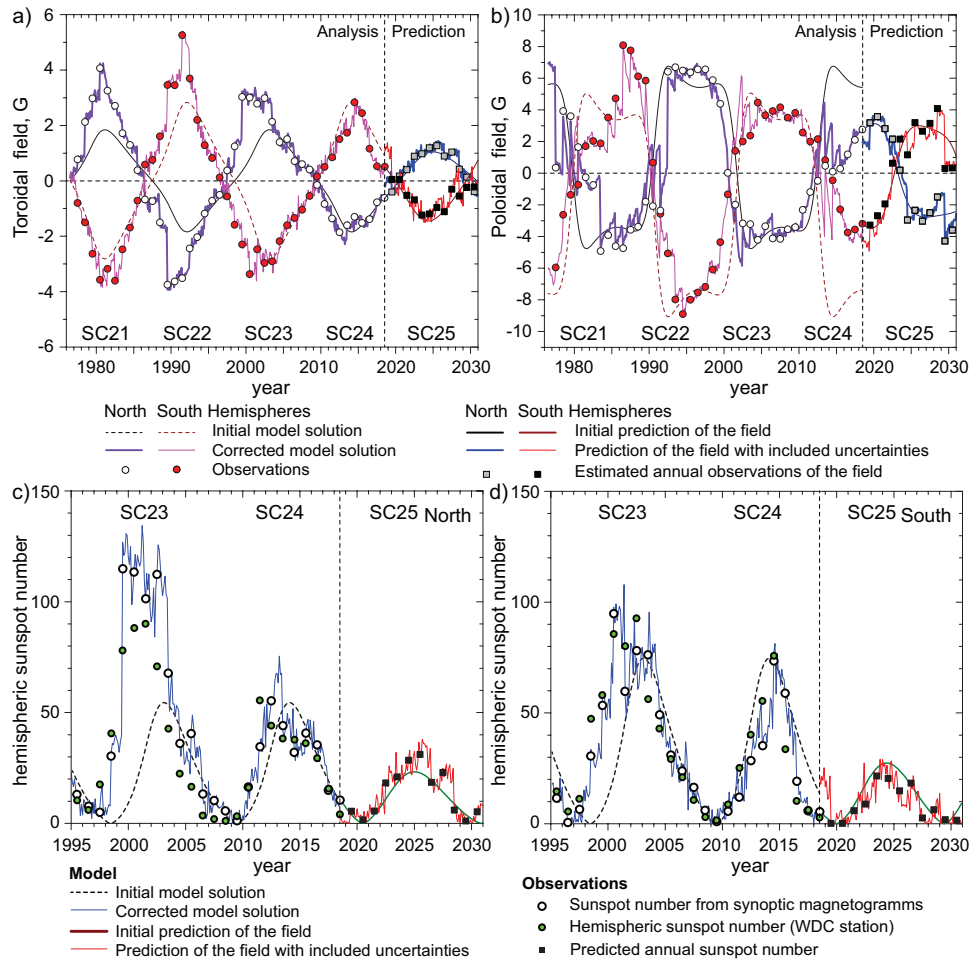 a)
Analysis
Prediction
Toroidal field, G
6
4
2
0
-2
-4
-6
SC21
SC22
SC23
SC24
SC25
1980
1990
2000
2010
2020
2030
year
b)
Analysis
Prediction
Poloidal field, G
10
8
6
4
2
0
-2
-4
-6
-8
-10
SC21
SC22
SC23
SC24
SC25
1980
1990
2000
2010
2020
2030
year
North South Hemispheres
Initial model solution
Corrected model solution
Observations
North South Hemispheres
Initial prediction of the field
Prediction of the field with included uncertainties
Estimated annual observations of the field
c)
hemispheric sunspot number
150
100
50
0
SC23
SC24
SC25
North
1995
2000
2005
2010
2015
2020
2025
2030
year
d)
hemispheric sunspot number
150
100
50
0
SC23
SC24
SC25
South
1995
2000
2005
2010
2015
2020
2025
2030
year
Model
Initial model solution
Corrected model solution
Initial prediction of the field
Prediction of the field with included uncertainties
Observations
Sunspot number from synoptic magnetogramms
Hemispheric sunspot number (WDC station)
Predicted annual sunspot number